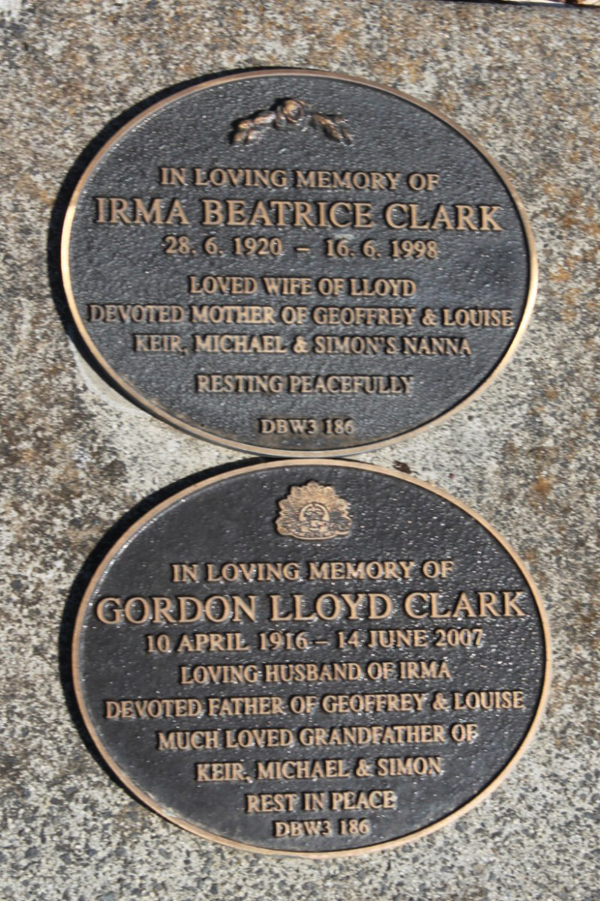 IN LOVING MEMORY OF
IRMA BEATRICE CLARK
28. 6. 1920 – 16. 6. 1998
LOVED WIFE OF LLOYD
DEVOTED MOTHER OF GEOFFREY & LOUISE
KEIR, MICHAEL & SIMON'S NANNA
RESTING PEACEFULLY
DBW3 186
IN LOVING MEMORY OF
GORDON LLOYD CLARK
10 APRIL 1916 – 14 JUNE 2007
LOVING HUSBAND OF IRMA
DEVOTED FATHER OF GEOFFREY & LOUISE
MUCH LOVED GRANDFATHER OF
KEIR, MICHAEL & SIMON
REST IN PEACE
DBW3 186